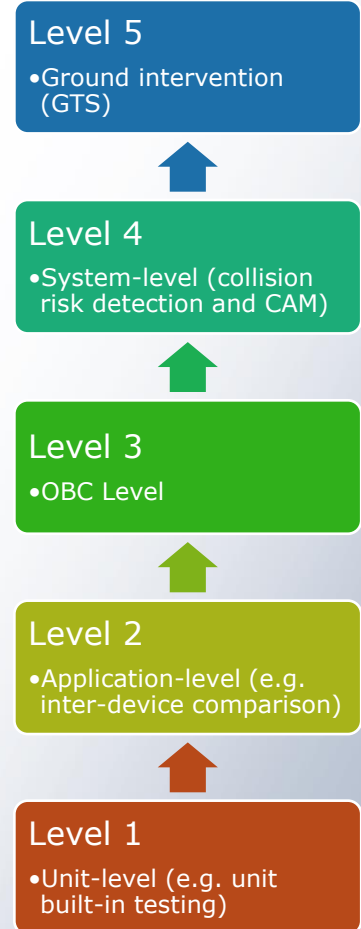 Level 5
•Ground intervention
(GTS)
Level 4
•System-level (collision
risk detection and CAM)
Level 3
•OBC Level
Level 2
•Application-level (e.g.
inter-device comparison)
Level 1
•Unit-level (e.g. unit
built-in testing)